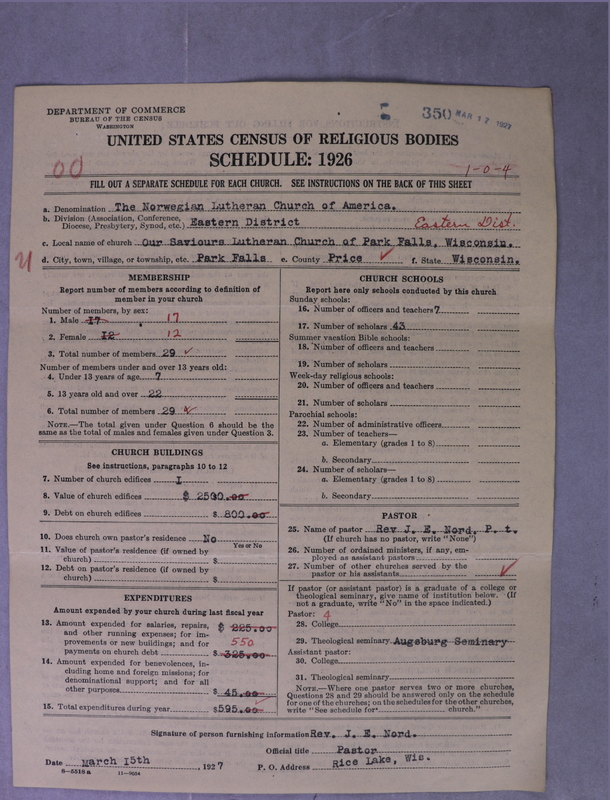 DEPARTMENT OF COMMERCE
BUREAU OF THE CENSUS
WASHINGTON
350 MAR 17 1927
UNITED STATES CENSUS OF RELIGIOUS BODIES
SCHEDULE: 1926
00
1-0-4
FILL OUT A SEPARATE SCHEDULE FOR EACH CHURCH. SEE INSTRUCTIONS ON THE BACK OF THIS SHEET
a. Denomination The Norwegian Lutheran Church of America.
b. Division (Association, Conference, Diocese, Presbytery, Synod, etc.) Eastern District Eastern Dist.
c. Local name of church Our Saviours Lutheran Church of Park Falls, Wisconsin.
d. City, town, village, or township, etc. Park Falls e. County Price ✓ f. State Wisconsin.
MEMBERSHIP
Report number of members according to definition of
member in your church
Number of members, by sex:
1. Male 17 17
2. Female 12 12
3. Total number of members 29 ✓
Number of members under and over 13 years old:
4. Under 13 years of age 7
5. 13 years old and over 22
6. Total number of members 29 ✓
NOTE.—The total given under Question 6 should be the
same as the total of males and females given under Question 3.
CHURCH BUILDINGS
See instructions, paragraphs 10 to 12
7. Number of church edifices I
8. Value of church edifices $ 2500.00
9. Debt on church edifices $ 800.00
10. Does church own pastor's residence No
Yes or No
11. Value of pastor's residence (if owned by
church) $
12. Debt on pastor's residence (if owned by
church) $
EXPENDITURES
Amount expended by your church during last fiscal year
13. Amount expended for salaries, repairs, $ 225.00
and other running expenses; for im-
provements or new buildings; and for 550
payments on church debt $ 325.00
14. Amount expended for benevolences, in-
cluding home and foreign missions; for
denominational support; and for all
other purposes $ 45.00
15. Total expenditures during year $595.00
CHURCH SCHOOLS
Report here only schools conducted by this church
Sunday schools:
16. Number of officers and teachers 7
17. Number of scholars 43
Summer vacation Bible schools:
18. Number of officers and teachers
19. Number of scholars
Week-day religious schools:
20. Number of officers and teachers
21. Number of scholars
Parochial schools:
22. Number of administrative officers
23. Number of teachers—
a. Elementary (grades 1 to 8)
b. Secondary
24. Number of scholars—
a. Elementary (grades 1 to 8)
b. Secondary
PASTOR
25. Name of pastor Rev J. E. Nord, P. t.
(If church has no pastor, write "None")
26. Number of ordained ministers, if any, em-
ployed as assistant pastors
27. Number of other churches served by the
pastor or his assistants ✓
If pastor (or assistant pastor) is a graduate of a college or
theological seminary, give name of institution below. (If
not a graduate, write "No" in the space indicated.)
Pastor: 4
28. College
29. Theological seminary Augsburg Seminary
Assistant pastor:
30. College
31. Theological seminary
NOTE.—Where one pastor serves two or more churches,
Questions 28 and 29 should be answered only on the schedule
for one of the churches; on the schedules for the other churches,
write "See schedule for church."
Signature of person furnishing information Rev. J. E. Nord.
Official title Pastor
Date March 15th, 1927 P. O. Address Rice Lake, Wis.
8-5518a 11-9054